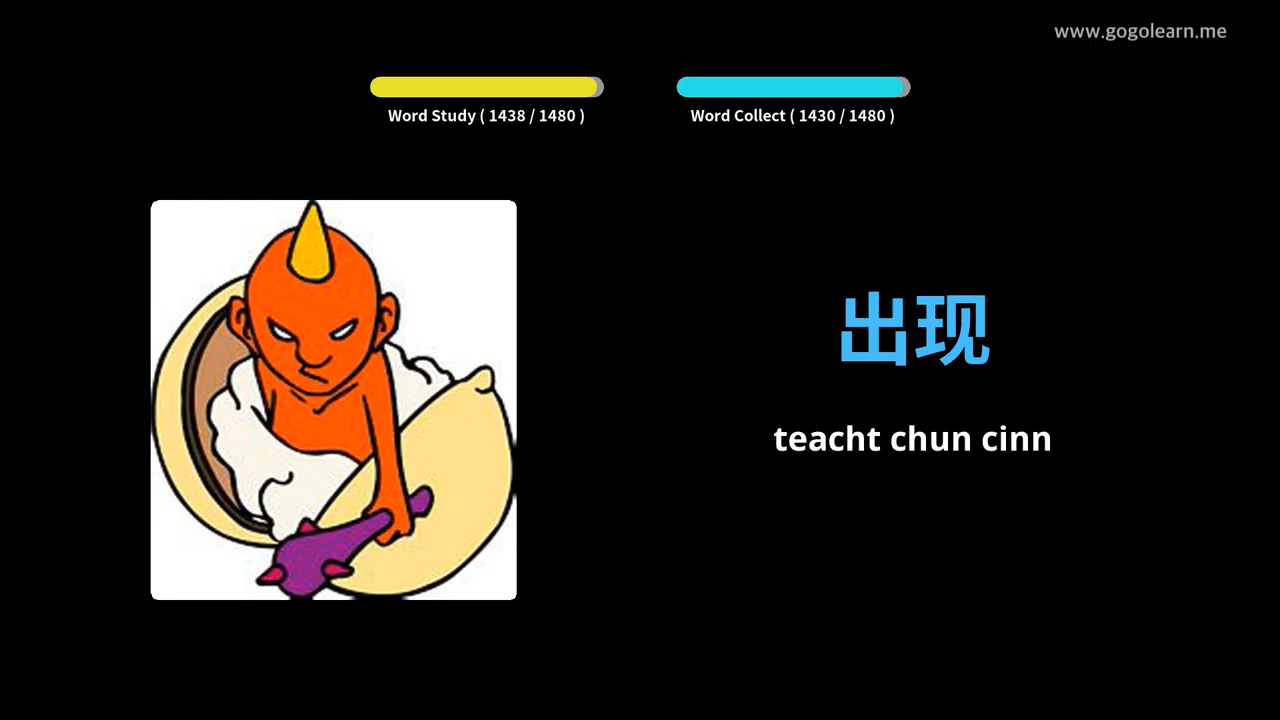 www.gogolearn.me
Word Study ( 1438 / 1480 )
Word Collect ( 1430 / 1480 )
出现
teacht chun cinn